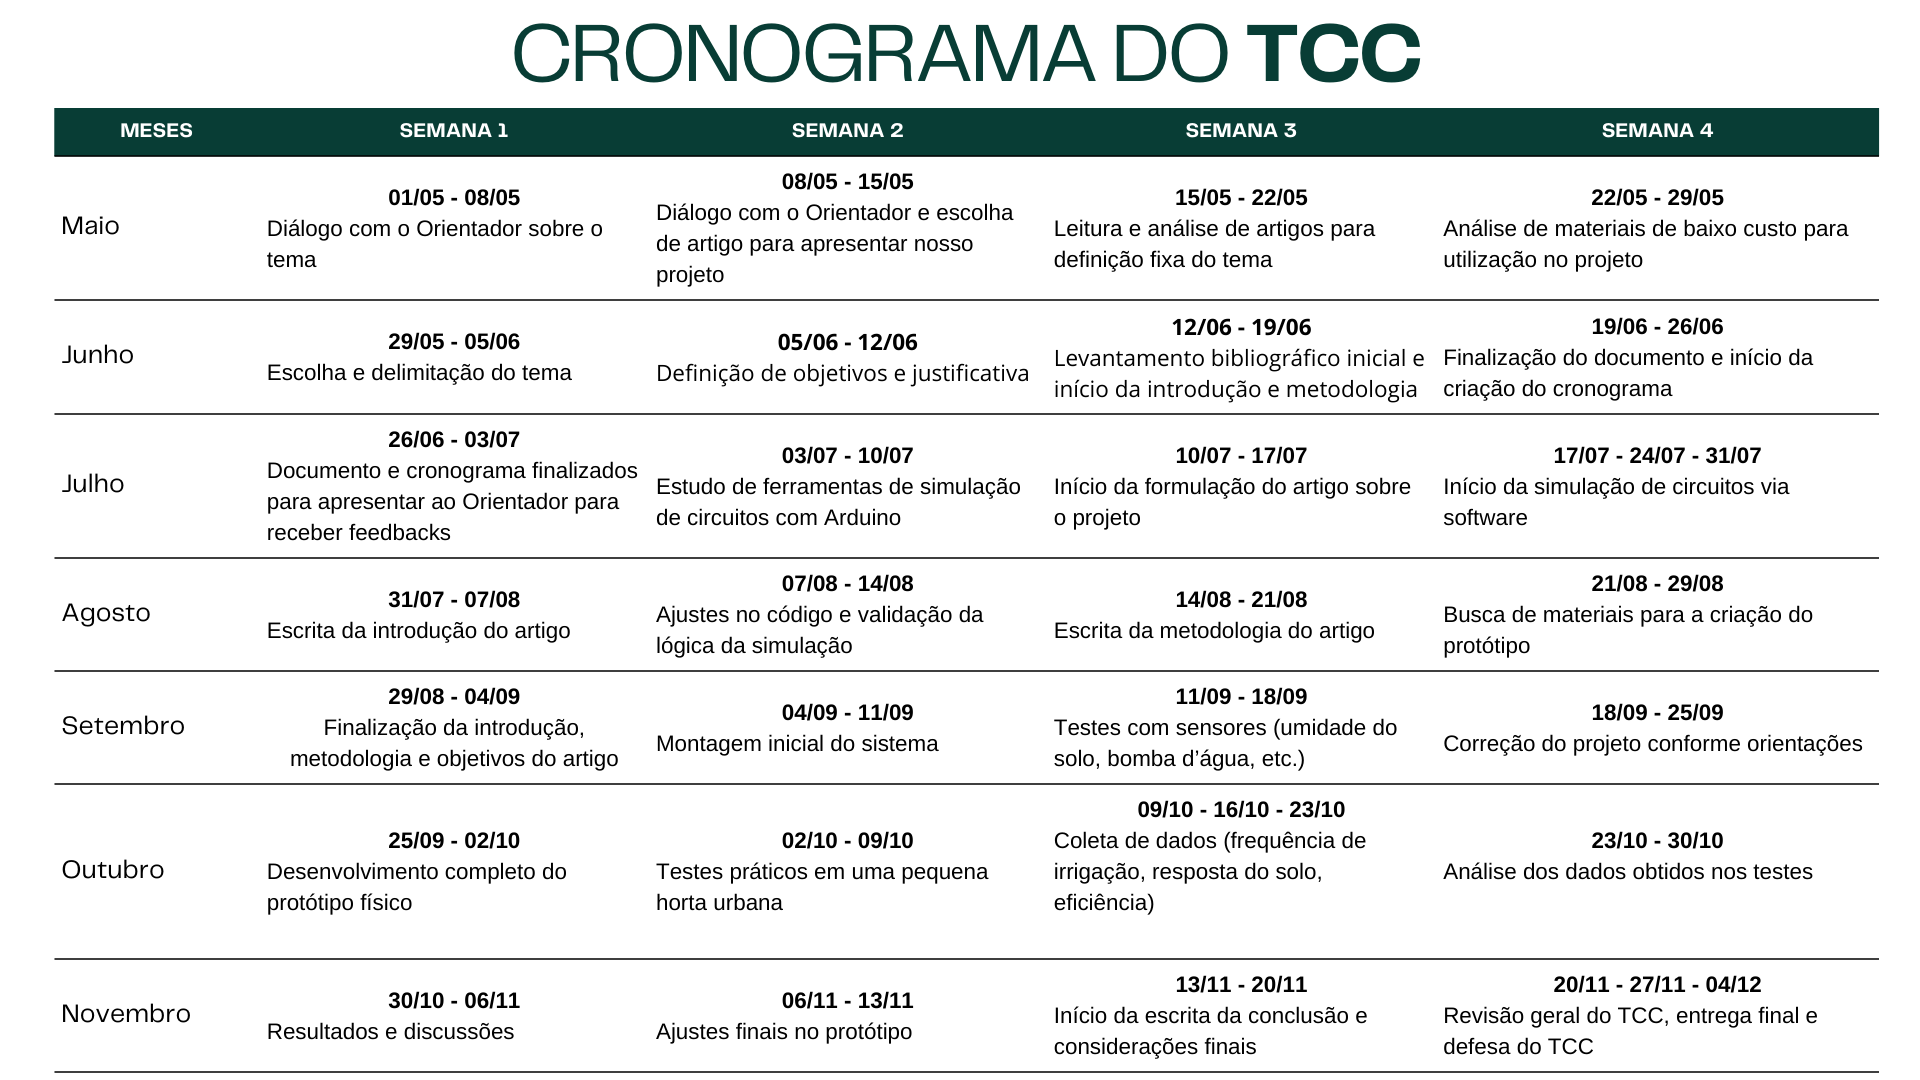 CRONOGRAMA DO TCC
MESES
SEMANA 1
SEMANA 2
SEMANA 3
SEMANA 4
Maio
01/05 - 08/05
Diálogo com o Orientador sobre o
tema
08/05 - 15/05
Diálogo com o Orientador e escolha
de artigo para apresentar nosso
projeto
15/05 - 22/05
Leitura e análise de artigos para
definição fixa do tema
22/05 - 29/05
Análise de materiais de baixo custo para
utilização no projeto
Junho
29/05 - 05/06
Escolha e delimitação do tema
05/06 - 12/06
Definição de objetivos e justificativa
12/06 - 19/06
Levantamento bibliográfico inicial e
início da introdução e metodologia
19/06 - 26/06
Finalização do documento e início da
criação do cronograma
Julho
26/06 - 03/07
Documento e cronograma finalizados
para apresentar ao Orientador para
receber feedbacks
03/07 - 10/07
Estudo de ferramentas de simulação
de circuitos com Arduino
10/07 - 17/07
Início da formulação do artigo sobre
o projeto
17/07 - 24/07 - 31/07
Início da simulação de circuitos via
software
Agosto
31/07 - 07/08
Escrita da introdução do artigo
07/08 - 14/08
Ajustes no código e validação da
lógica da simulação
14/08 - 21/08
Escrita da metodologia do artigo
21/08 - 29/08
Busca de materiais para a criação do
protótipo
Setembro
29/08 - 04/09
Finalização da introdução,
metodologia e objetivos do artigo
04/09 - 11/09
Montagem inicial do sistema
11/09 - 18/09
Testes com sensores (umidade do
solo, bomba d’água, etc.)
18/09 - 25/09
Correção do projeto conforme orientações
Outubro
25/09 - 02/10
Desenvolvimento completo do
protótipo físico
02/10 - 09/10
Testes práticos em uma pequena
horta urbana
09/10 - 16/10 - 23/10
Coleta de dados (frequência de
irrigação, resposta do solo,
eficiência)
23/10 - 30/10
Análise dos dados obtidos nos testes
Novembro
30/10 - 06/11
Resultados e discussões
06/11 - 13/11
Ajustes finais no protótipo
13/11 - 20/11
Início da escrita da conclusão e
considerações finais
20/11 - 27/11 - 04/12
Revisão geral do TCC, entrega final e
defesa do TCC